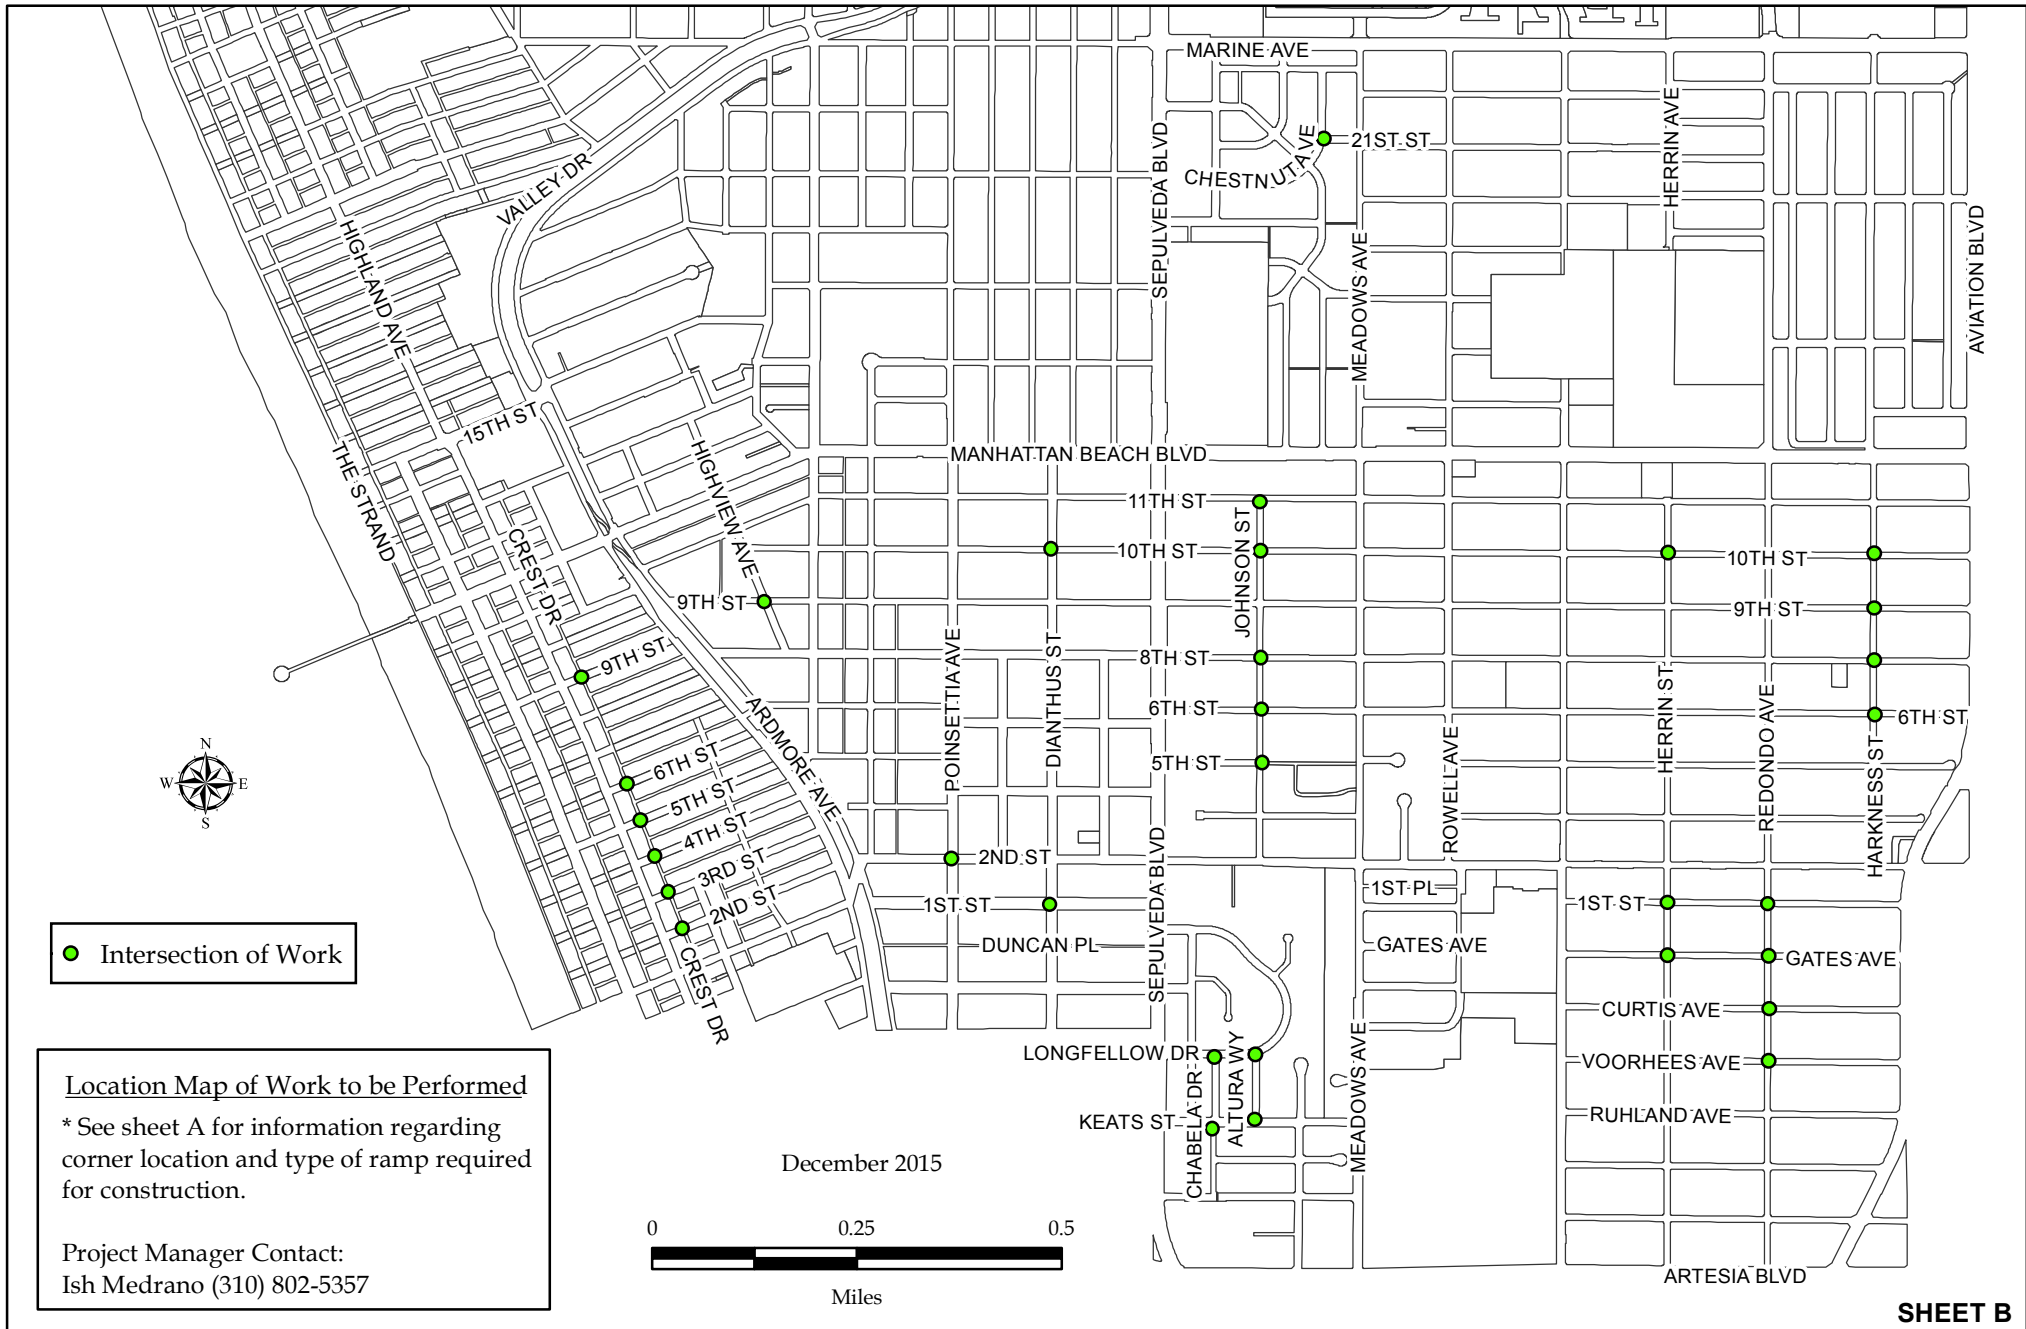 MARINE AVE
21ST ST
CHESTNUT AVE
HERRIN AVE
SEPULVEDA BLVD
VALLEY DR
HIGHLAND AVE
MEADOWS AVE
AVIATION BLVD
15TH ST
THE STRAND
HIGHVIEW AVE
MANHATTAN BEACH BLVD
11TH ST
10TH ST
JOHNSON ST
10TH ST
CREST DR
9TH ST
9TH ST
9TH ST
POINSETTIA AVE
DIANTHUS ST
8TH ST
6TH ST
5TH ST
ARDMORE AVE
HERRIN ST
REDONDO AVE
6TH ST
HARKNESS ST
ROWELL AVE
N
W
E
S
6TH ST
5TH ST
4TH ST
3RD ST
2ND ST
CREST DR
2ND ST
1ST ST
DUNCAN PL
SEPULVEDA BLVD
1ST PL
GATES AVE
1ST ST
GATES AVE
CURTIS AVE
VOORHEES AVE
RUHLAND AVE
LONGFELLOW DR
KEATS ST
CHABELA DR
ALTURA WY
MEADOWS AVE
ARTESIA BLVD
Intersection of Work
Location Map of Work to be Performed
* See sheet A for information regarding
corner location and type of ramp required
for construction.
Project Manager Contact:
Ish Medrano (310) 802-5357
December 2015
0 0.25 0.5
Miles
SHEET B